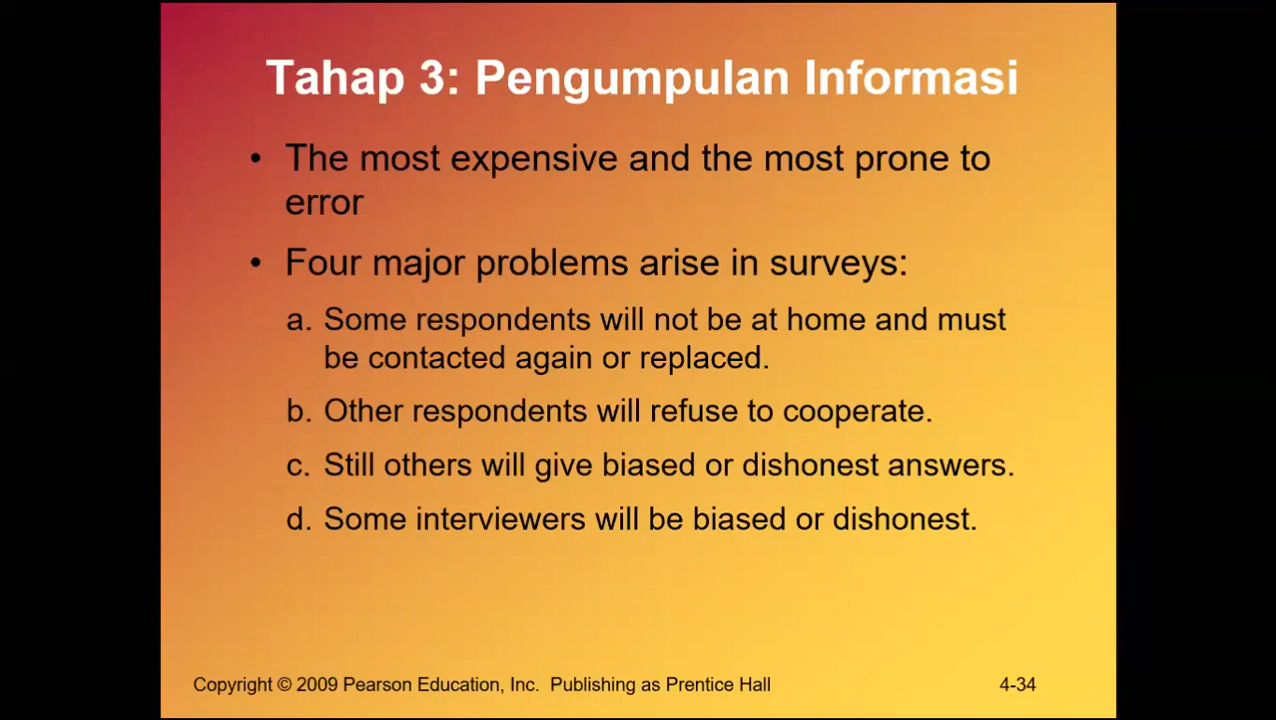 Tahap 3: Pengumpulan Informasi
• The most expensive and the most prone to
error
• Four major problems arise in surveys:
a. Some respondents will not be at home and must
be contacted again or replaced.
b. Other respondents will refuse to cooperate.
c. Still others will give biased or dishonest answers.
d. Some interviewers will be biased or dishonest.
Copyright © 2009 Pearson Education, Inc. Publishing as Prentice Hall
4-34